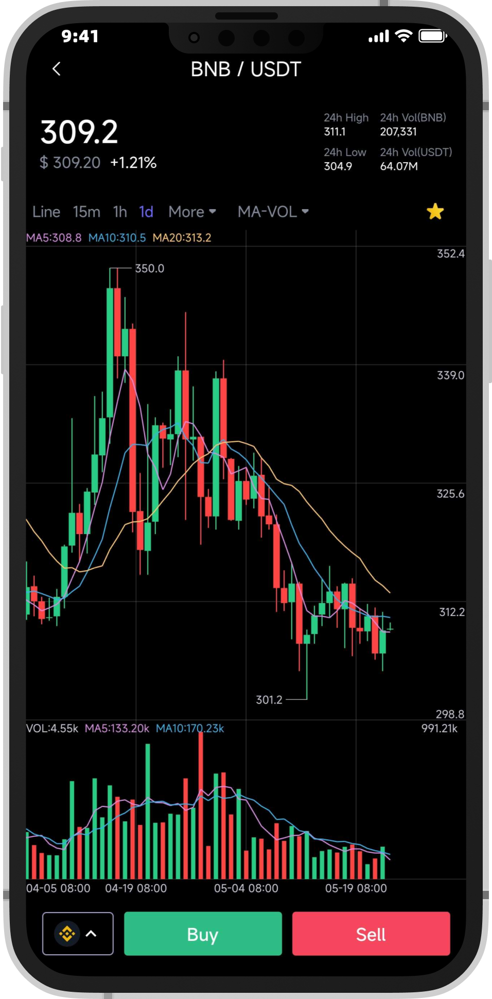 9:41
BNB / USDT
309.2
$ 309.20 +1.21%
24h High 24h Vol(BNB)
311.1 207,331
24h Low 24h Vol(USDT)
304.9 64.07M
Line 15m 1h 1d More MA-VOL
MA5:308.8 MA10:310.5 MA20:313.2
352.4
350.0
339.0
325.6
312.2
301.2
298.8
VOL:4.55k MA5:133.20k MA10:170.23k 991.21k
04-05 08:00 04-19 08:00 05-04 08:00 05-19 08:00
Buy Sell